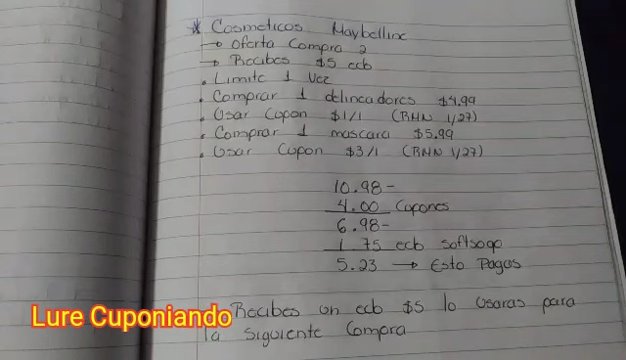 * Cosmeticos Maybelline
→ Oferta Compra 2
→ Recibes $5 ecb
• Limite 1 Vez
• Comprar 1 delineadores $4.99
• Usar Cupon $1/1 (RMN 1/27)
• Comprar 1 mascara $5.99
• Usar Cupon $3/1 (RMN 1/27)
10.98-
4.00 Cupones
6.98-
1.75 ecb softsoap
5.23 → Esto Pagas
Recibes un ecb $5 lo usaras para
la siguiente Compra
Lure Cuponiando